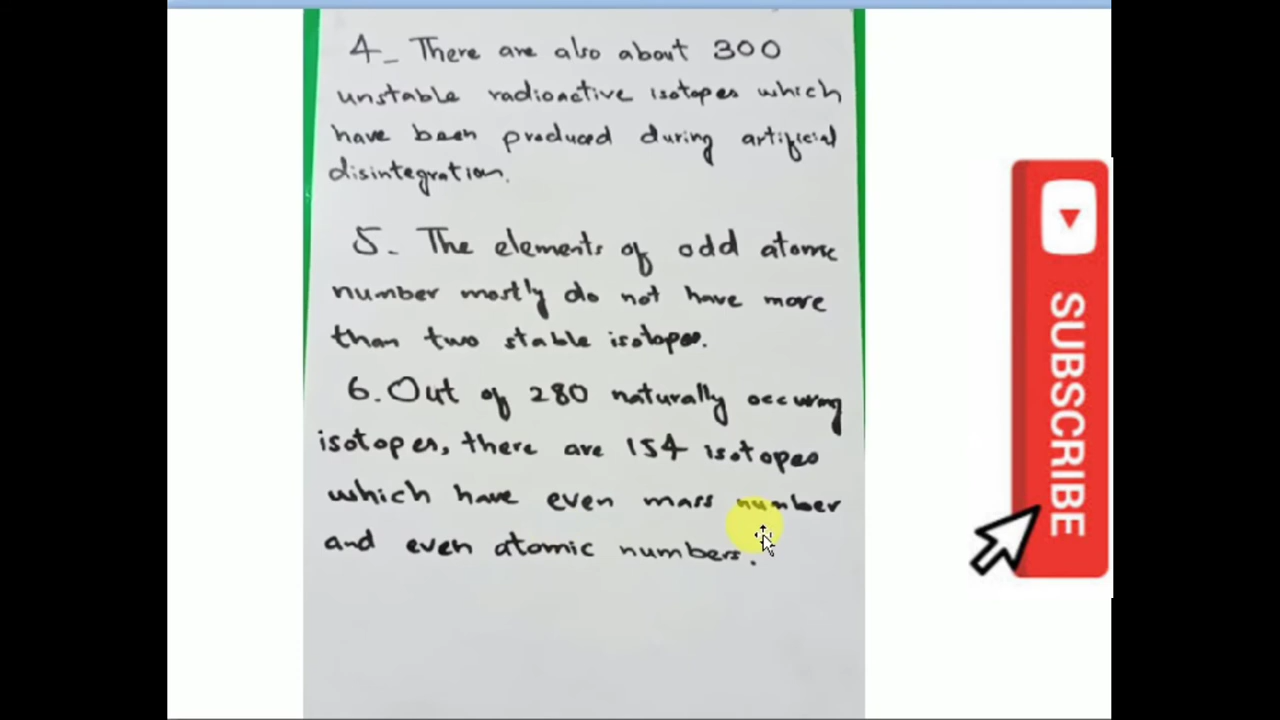 4_ There are also about 300
unstable radioactive isotopes which
have been produced during artificial
disintegration.
5_ The elements of odd atomic
number mostly do not have more
than two stable isotopes.
6. Out of 280 naturally occuring
isotopes, there are 154 isotopes
which have even mass number
and even atomic numbers.
SUBSCRIBE